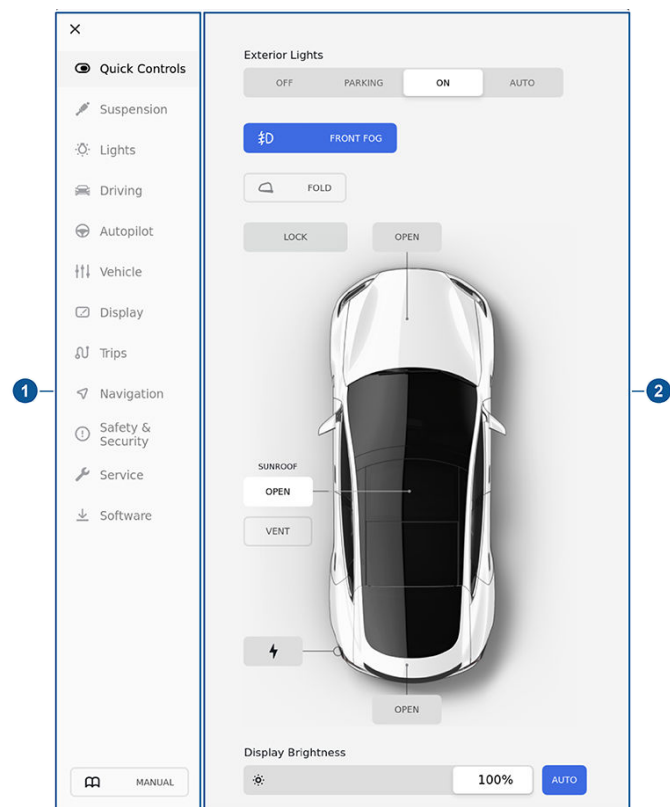 Quick Controls
Suspension
Lights
Driving
Autopilot
Vehicle
Display
Trips
Navigation
Safety &
Security
Service
Software
MANUAL
1
Exterior Lights
OFF PARKING ON AUTO
FRONT FOG
FOLD
LOCK OPEN
SUNROOF
OPEN
VENT
OPEN
Display Brightness
100% AUTO
2